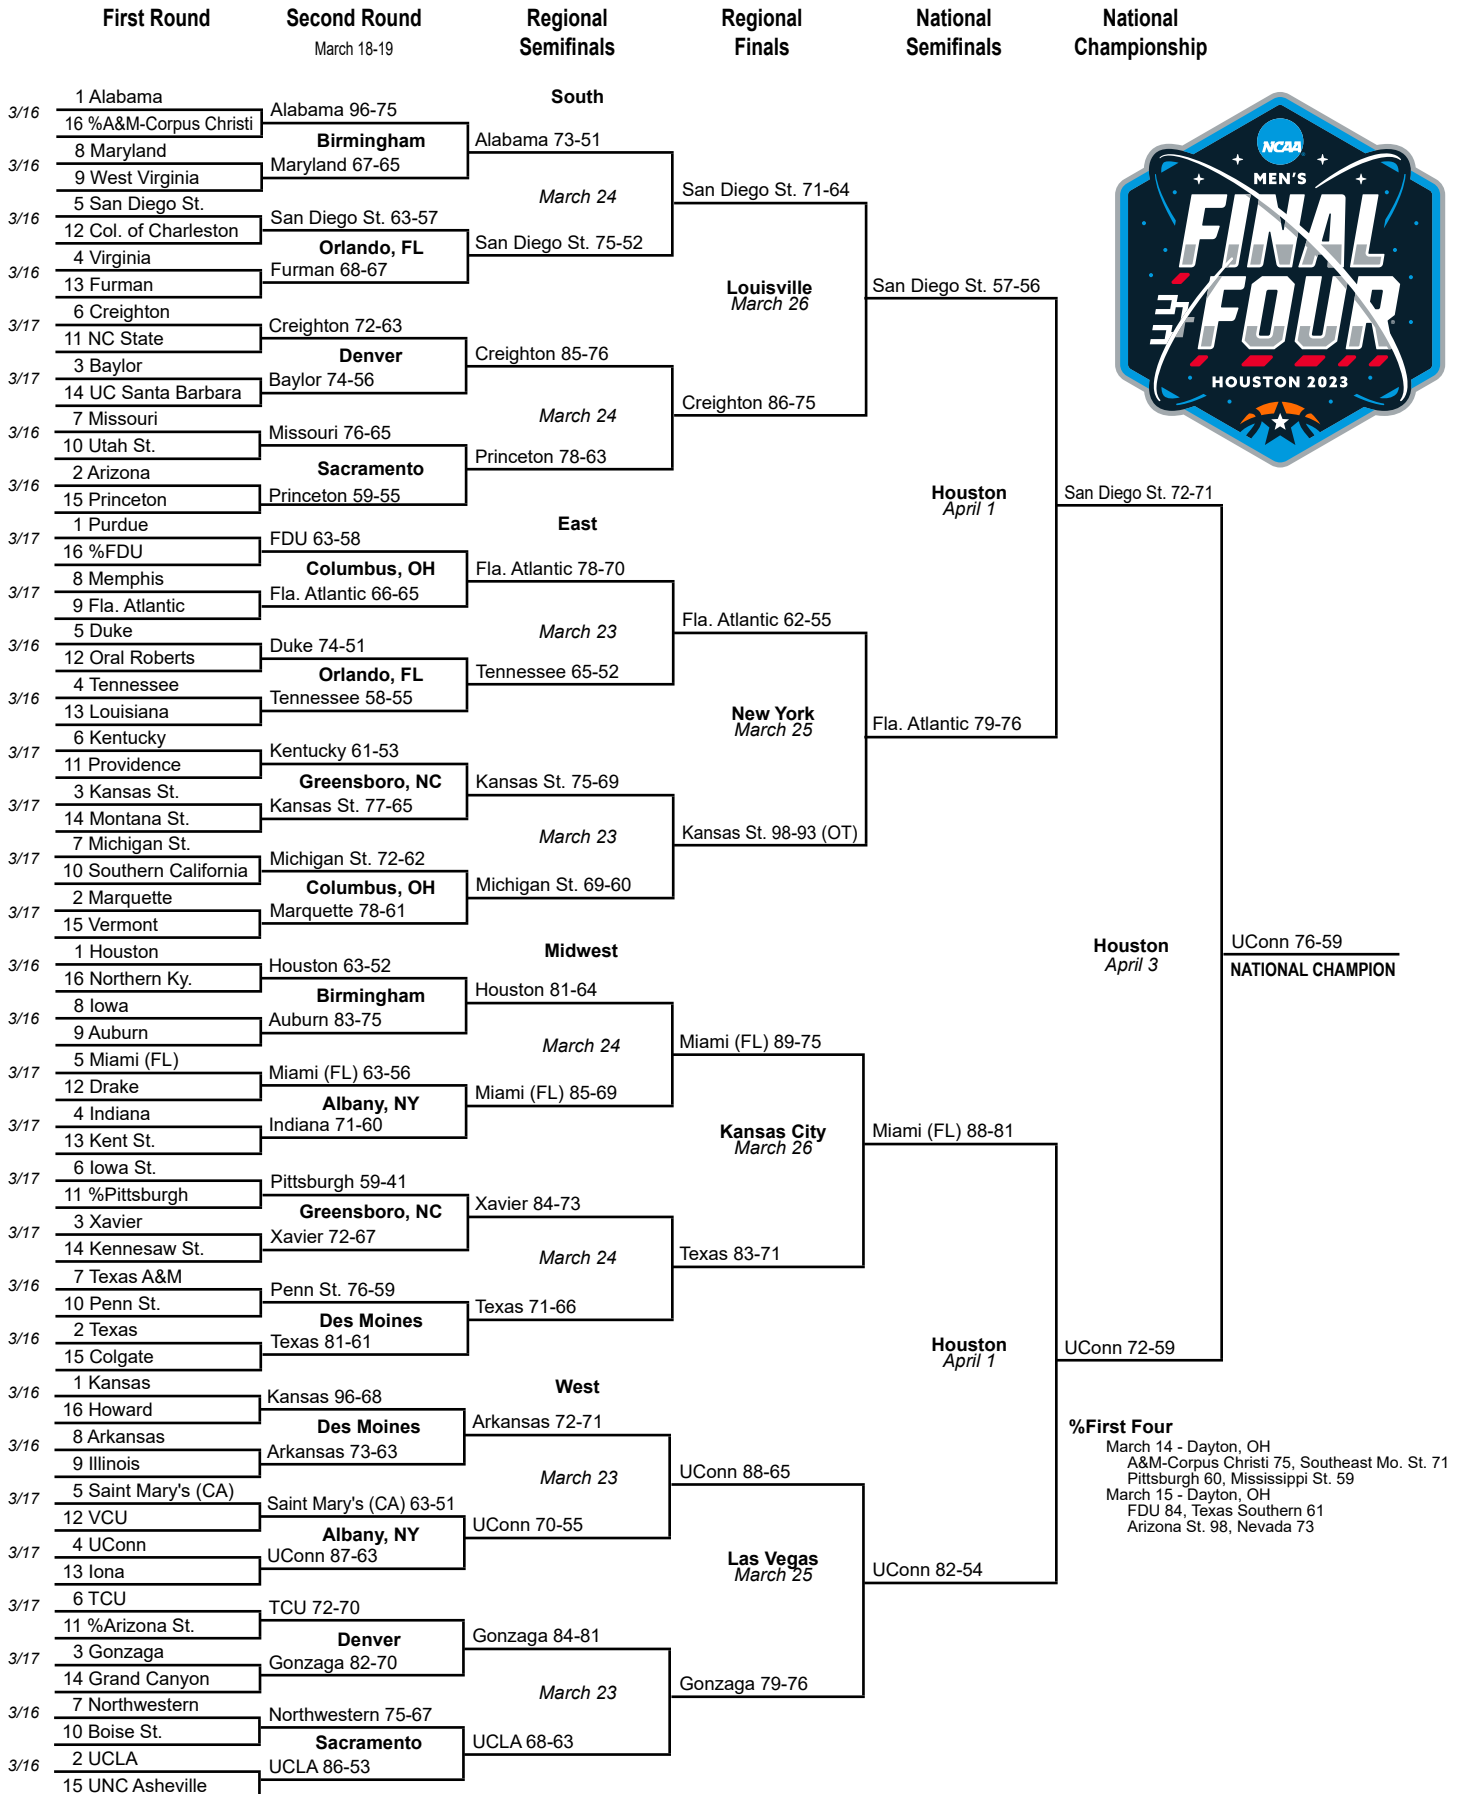 First Round
Second Round
March 18-19
Regional
Semifinals
Regional
Finals
National
Semifinals
National
Championship
South
3/16
1 Alabama
16 %A&M-Corpus Christi
Alabama 96-75
Birmingham
3/16
8 Maryland
9 West Virginia
Maryland 67-65
Alabama 73-51
March 24
3/16
5 San Diego St.
12 Col. of Charleston
San Diego St. 63-57
Orlando, FL
3/16
4 Virginia
13 Furman
Furman 68-67
San Diego St. 75-52
San Diego St. 71-64
3/17
6 Creighton
11 NC State
Creighton 72-63
Denver
3/17
3 Baylor
14 UC Santa Barbara
Baylor 74-56
Creighton 85-76
March 24
3/16
7 Missouri
10 Utah St.
Missouri 76-65
Sacramento
3/16
2 Arizona
15 Princeton
Princeton 59-55
Princeton 78-63
Creighton 86-75
Louisville
March 26
San Diego St. 57-56
East
3/17
1 Purdue
16 %FDU
FDU 63-58
Columbus, OH
3/17
8 Memphis
9 Fla. Atlantic
Fla. Atlantic 66-65
Fla. Atlantic 78-70
March 23
3/16
5 Duke
12 Oral Roberts
Duke 74-51
Orlando, FL
3/16
4 Tennessee
13 Louisiana
Tennessee 58-55
Tennessee 65-52
Fla. Atlantic 62-55
3/17
6 Kentucky
11 Providence
Kentucky 61-53
Greensboro, NC
3/17
3 Kansas St.
14 Montana St.
Kansas St. 77-65
Kansas St. 75-69
March 23
3/17
7 Michigan St.
10 Southern California
Michigan St. 72-62
Columbus, OH
3/17
2 Marquette
15 Vermont
Marquette 78-61
Michigan St. 69-60
Kansas St. 98-93 (OT)
New York
March 25
Fla. Atlantic 79-76
Houston
April 1
San Diego St. 72-71
Midwest
3/16
1 Houston
16 Northern Ky.
Houston 63-52
Birmingham
3/16
8 Iowa
9 Auburn
Auburn 83-75
Houston 81-64
March 24
3/17
5 Miami (FL)
12 Drake
Miami (FL) 63-56
Albany, NY
3/17
4 Indiana
13 Kent St.
Indiana 71-60
Miami (FL) 85-69
Miami (FL) 89-75
3/17
6 Iowa St.
11 %Pittsburgh
Pittsburgh 59-41
Greensboro, NC
3/17
3 Xavier
14 Kennesaw St.
Xavier 72-67
Xavier 84-73
March 24
3/16
7 Texas A&M
10 Penn St.
Penn St. 76-59
Des Moines
3/16
2 Texas
15 Colgate
Texas 81-61
Texas 71-66
Texas 83-71
Kansas City
March 26
Miami (FL) 88-81
West
3/16
1 Kansas
16 Howard
Kansas 96-68
Des Moines
3/16
8 Arkansas
9 Illinois
Arkansas 73-63
Arkansas 72-71
March 23
3/17
5 Saint Mary's (CA)
12 VCU
Saint Mary's (CA) 63-51
Albany, NY
3/17
4 UConn
13 Iona
UConn 87-63
UConn 70-55
UConn 88-65
3/17
6 TCU
11 %Arizona St.
TCU 72-70
Denver
3/17
3 Gonzaga
14 Grand Canyon
Gonzaga 82-70
Gonzaga 84-81
March 23
3/16
7 Northwestern
10 Boise St.
Northwestern 75-67
Sacramento
3/16
2 UCLA
15 UNC Asheville
UCLA 86-53
UCLA 68-63
Gonzaga 79-76
Las Vegas
March 25
UConn 82-54
Houston
April 1
UConn 72-59
Houston
April 3
UConn 76-59
NATIONAL CHAMPION
NCAA
MEN'S
FINAL
FOUR
HOUSTON 2023
%First Four
March 14 - Dayton, OH
A&M-Corpus Christi 75, Southeast Mo. St. 71
Pittsburgh 60, Mississippi St. 59
March 15 - Dayton, OH
FDU 84, Texas Southern 61
Arizona St. 98, Nevada 73